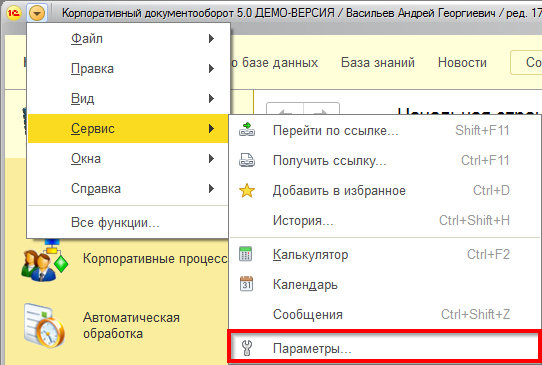 1С Корпоративный документооборот 5.0 ДЕМО-ВЕРСИЯ / Васильев Андрей Георгиевич / ред. 17
о базе данных База знаний Новости Со
Файл
Правка
Вид
Сервис
Окна
Справка
Все функции...
Перейти по ссылке... Shift+F11
Получить ссылку... Ctrl+F11
Добавить в избранное Ctrl+D
История... Ctrl+Shift+H
Калькулятор Ctrl+F2
31 Календарь
Сообщения Ctrl+Shift+Z
Параметры...
Корпоративные процесс
Автоматическая
обработка